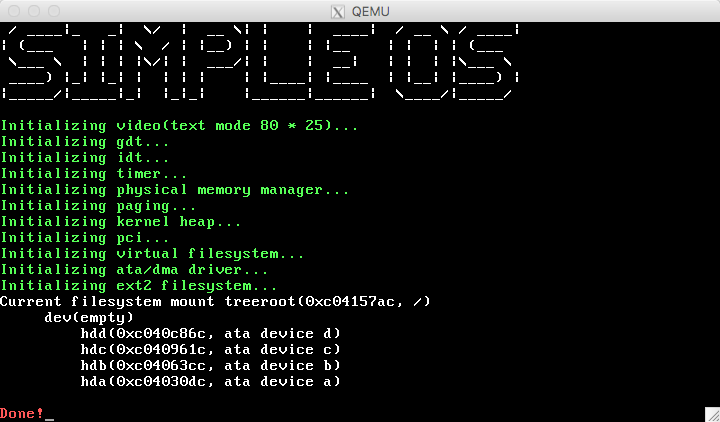 QEMU
SIMPLE OS
Initializing video(text mode 80 * 25)...
Initializing gdt...
Initializing idt...
Initializing timer...
Initializing physical memory manager...
Initializing paging...
Initializing kernel heap...
Initializing pci...
Initializing virtual filesystem...
Initializing ata/dma driver...
Initializing ext2 filesystem...
Current filesystem mount treeroot(0xc04157ac, /)
dev(empty)
hdd(0xc040c86c, ata device d)
hdc(0xc040961c, ata device c)
hdb(0xc04063cc, ata device b)
hda(0xc04030dc, ata device a)
Done!_